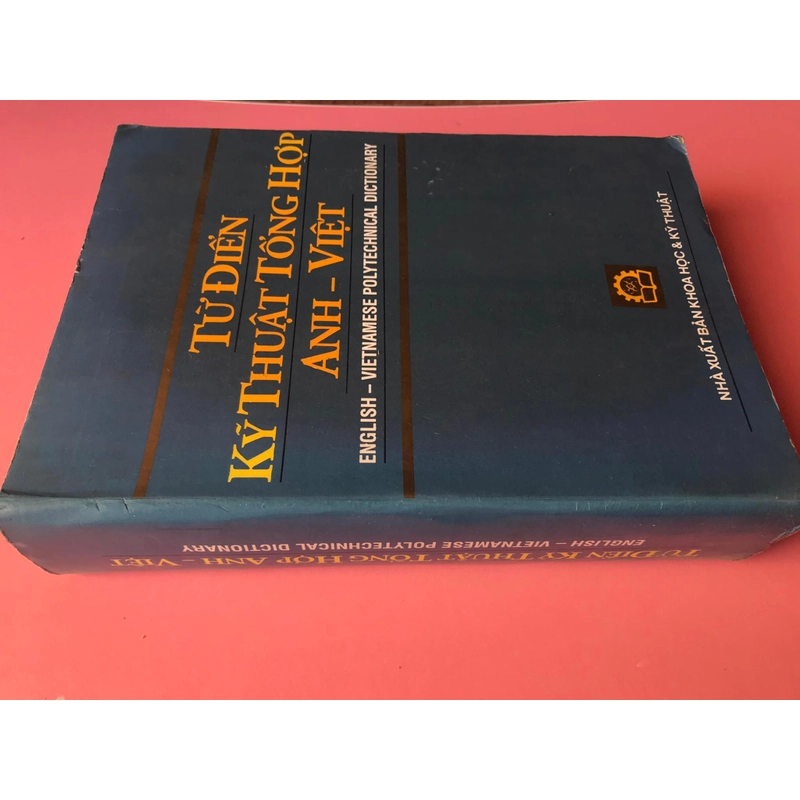 TỪ ĐIỂN
KỸ THUẬT TỔNG HỢP
ANH – VIỆT
ENGLISH – VIETNAMESE POLYTECHNICAL DICTIONARY
NHÀ XUẤT BẢN KHOA HỌC & KỸ THUẬT
TỪ ĐIỂN KỸ THUẬT TỔNG HỢP ANH – VIỆT
ENGLISH – VIETNAMESE POLYTECHNICAL DICTIONARY